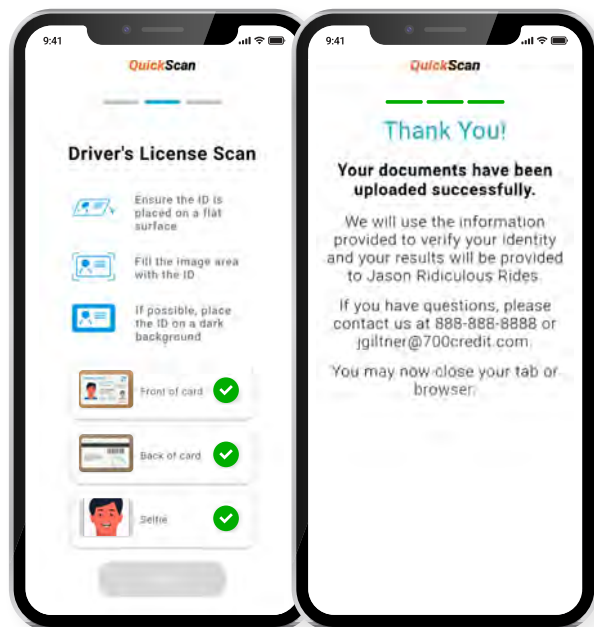 9:41
QuickScan
Driver's License Scan
Ensure the ID is
placed on a flat
surface
Fill the image area
with the ID
If possible, place
the ID on a dark
background
Front of card
Back of card
Selfie
9:41
QuickScan
Thank You!
Your documents have been
uploaded successfully.
We will use the information
provided to verify your identity
and your results will be provided
to Jason Ridiculous Rides.
If you have questions, please
contact us at 888-888-8888 or
jgiltner@700credit.com.
You may now close your tab or
browser.